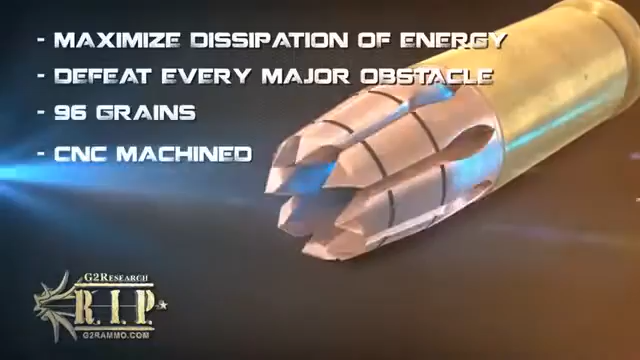 - MAXIMIZE DISSIPATION OF ENERGY
- DEFEAT EVERY MAJOR OBSTACLE
- 96 GRAINS
- CNC MACHINED
G2RESEARCH
R.I.P.
G2RAMMO.COM